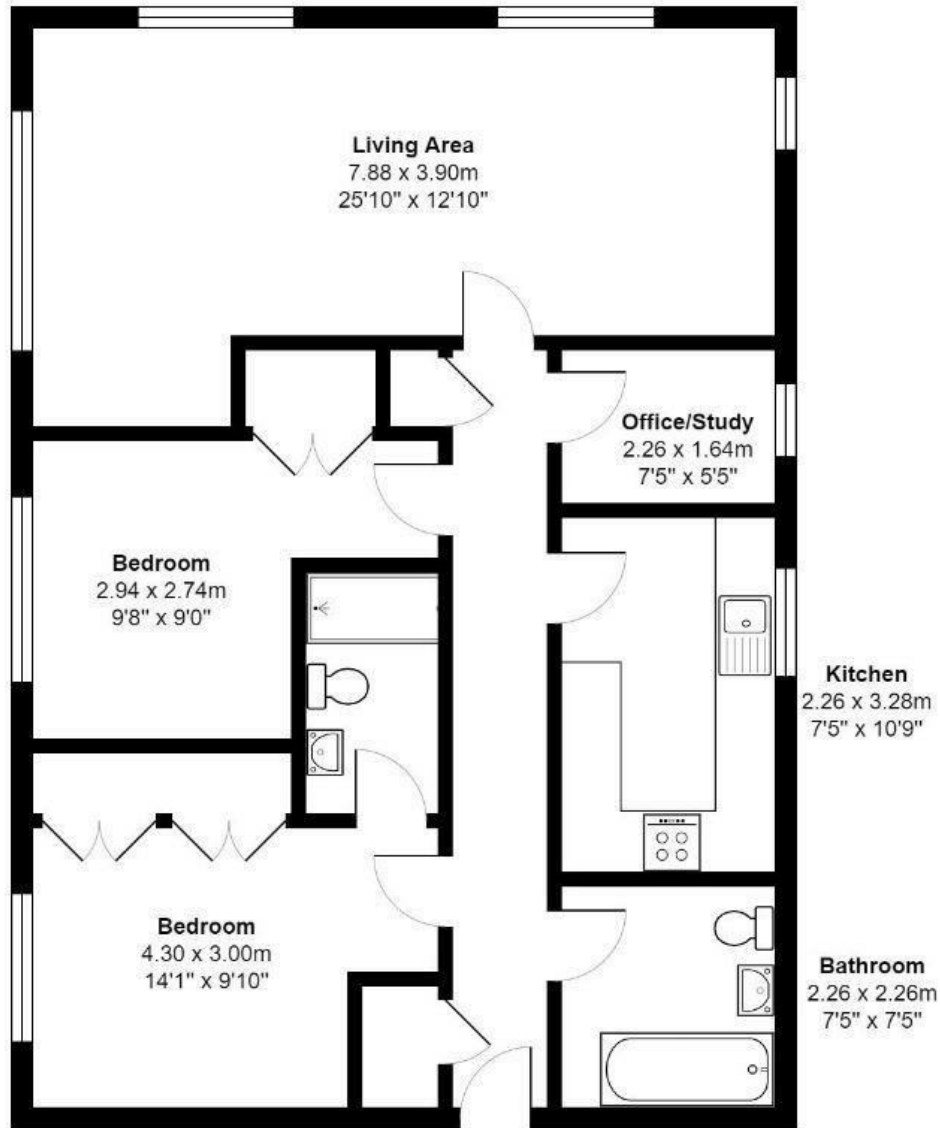 Living Area
7.88 x 3.90m
25'10" x 12'10"
Office/Study
2.26 x 1.64m
7'5" x 5'5"
Bedroom
2.94 x 2.74m
9'8" x 9'0"
Kitchen
2.26 x 3.28m
7'5" x 10'9"
Bedroom
4.30 x 3.00m
14'1" x 9'10"
Bathroom
2.26 x 2.26m
7'5" x 7'5"